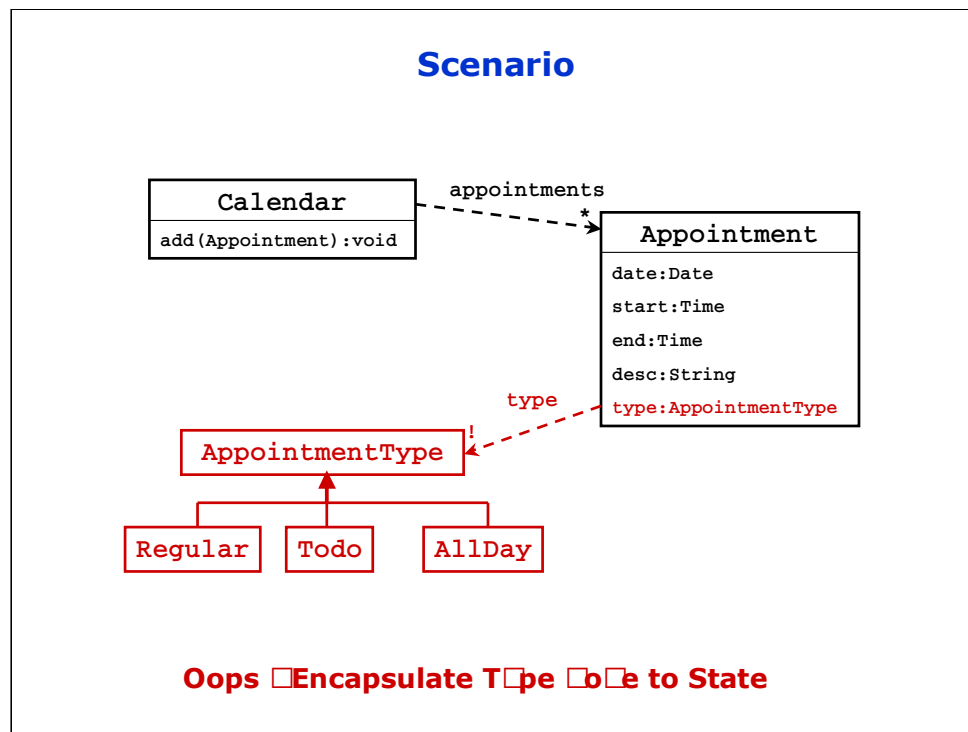 Scenario
appointments
Calendar
*
add(Appointment):void
Appointment
date:Date
start:Time
end:Time
desc:String
type
type:AppointmentType
!
AppointmentType
Regular Todo AllDay
Oops □Encapsulate T□pe □o□e to State